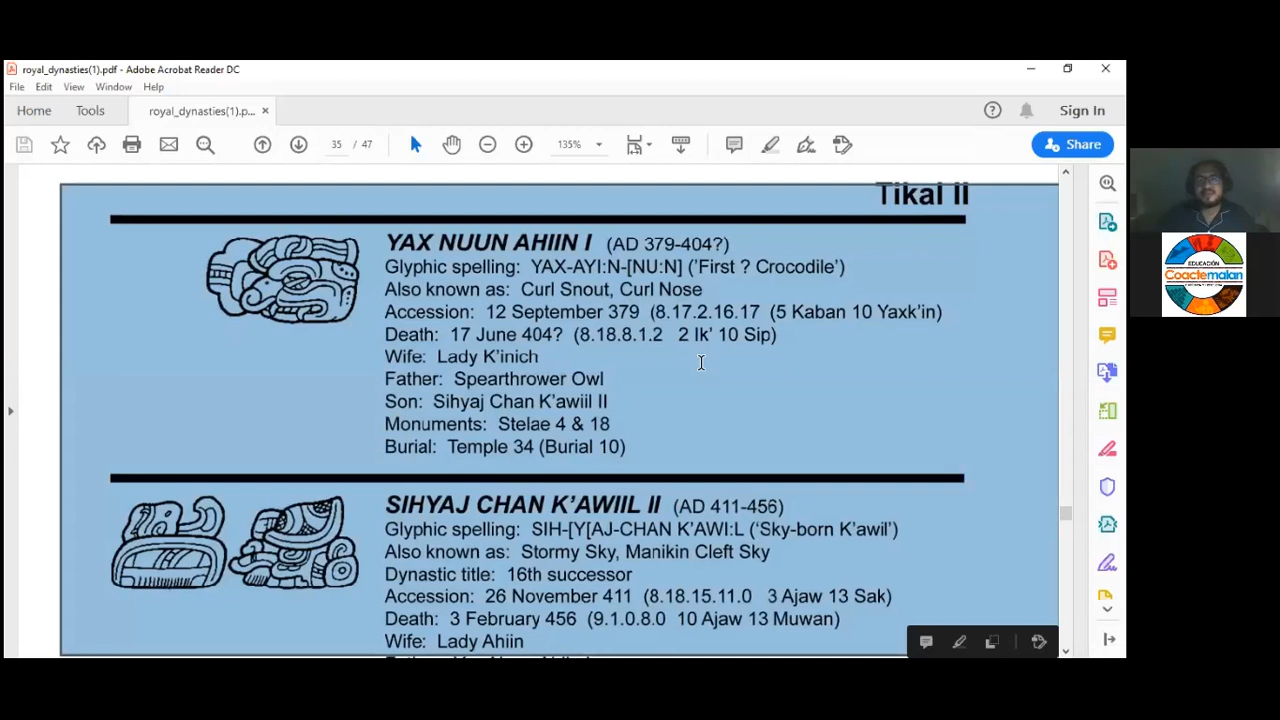 royal_dynasties(1).pdf - Adobe Acrobat Reader DC
File Edit View Window Help
Home Tools royal_dynasties(1).p... Sign In
35 / 47 135% Share
Tikal II
YAX NUUN AHIIN I (AD 379-404?)
Glyphic spelling: YAX-AYI:N-[NU:N] ('First ? Crocodile')
Also known as: Curl Snout, Curl Nose
Accession: 12 September 379 (8.17.2.16.17 (5 Kaban 10 Yaxk'in)
Death: 17 June 404? (8.18.8.1.2 2 Ik' 10 Sip)
Wife: Lady K'inich
Father: Spearthrower Owl
Son: Sihyaj Chan K'awiil II
Monuments: Stelae 4 & 18
Burial: Temple 34 (Burial 10)
SIHYAJ CHAN K'AWIIL II (AD 411-456)
Glyphic spelling: SIH-[Y[AJ-CHAN K'AWI:L ('Sky-born K'awil')
Also known as: Stormy Sky, Manikin Cleft Sky
Dynastic title: 16th successor
Accession: 26 November 411 (8.18.15.11.0 3 Ajaw 13 Sak)
Death: 3 February 456 (9.1.0.8.0 10 Ajaw 13 Muwan)
Wife: Lady Ahiin
EDUCACIÓN
Coactemalan